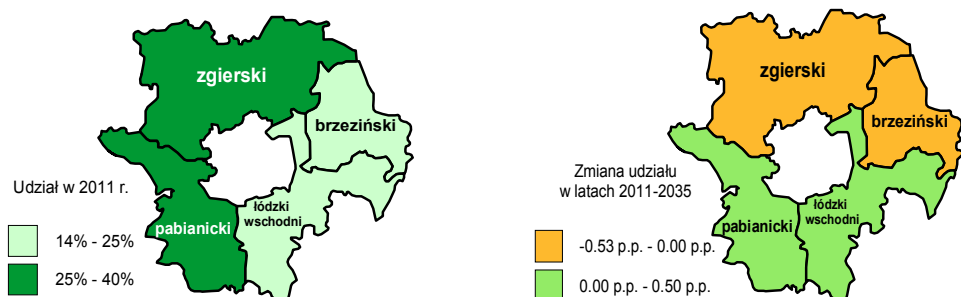 zgierski
brzeziński
Udział w 2011 r.
łódzki
wschodni
pabianicki
14% - 25%
25% - 40%
zgierski
brzeziński
Zmiana udziału
w latach 2011-2035
łódzki
wschodni
pabianicki
-0.53 p.p. - 0.00 p.p.
0.00 p.p. - 0.50 p.p.